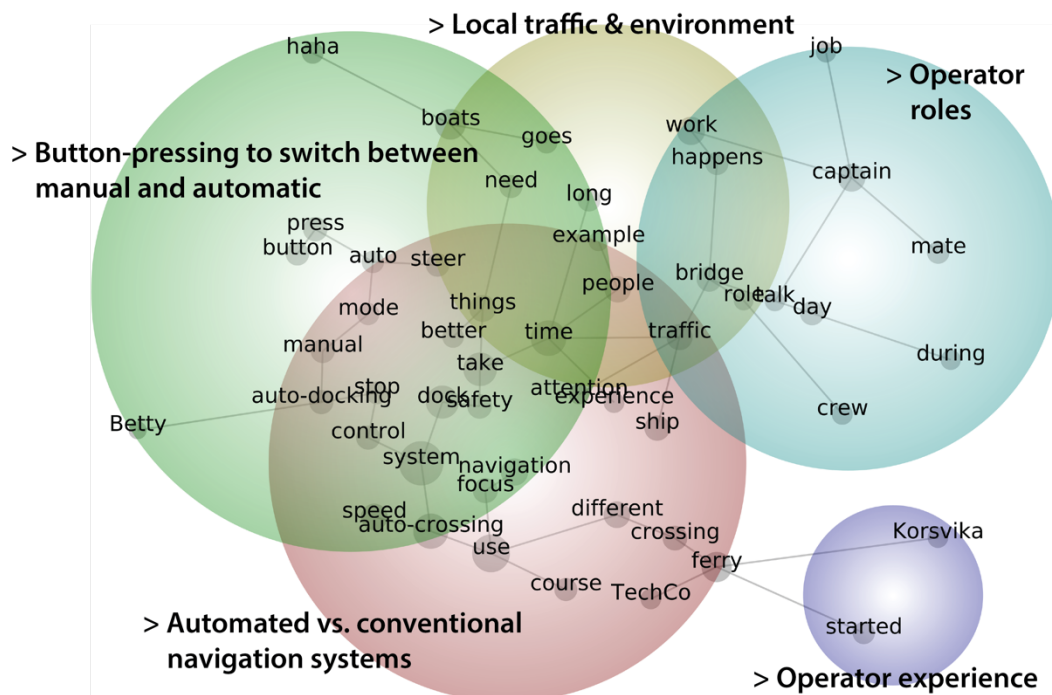 > Local traffic & environment
haha
job
> Operator
roles
boats
goes
work
happens
> Button-pressing to switch between
manual and automatic
need
long
captain
press
button
example
mate
auto
steer
people
bridge
mode
things
role
talk
day
manual
better
time
traffic
take
during
stop
auto-docking
dock
safety
attention
experience
Betty
control
ship
crew
system
navigation
focus
speed
auto-crossing
different
use
crossing
Korsvika
ferry
course
TechCo
started
> Automated vs. conventional
navigation systems
> Operator experience